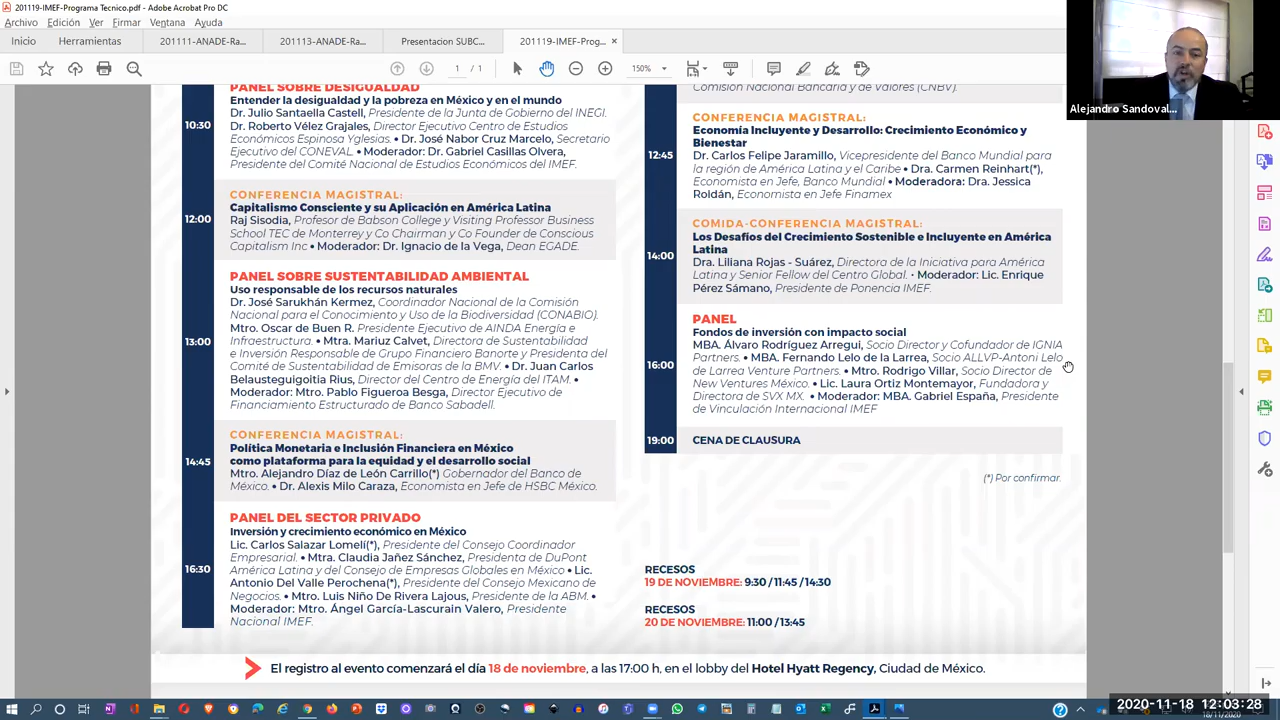 201119-IMEF-Programa Tecnico.pdf - Adobe Acrobat Pro DC
Archivo Edición Ver Firmar Ventana Ayuda
Inicio Herramientas 201111-ANADE-Ra... 201113-ANADE-Ra... Presentacion SUBC... 201119-IMEF-Prog... ×
1 / 1 150%
Alejandro Sandoval...
PANEL SOBRE DESIGUALDAD
10:30
Entender la desigualdad y la pobreza en México y en el mundo
Dr. Julio Santaella Castell, Presidente de la Junta de Gobierno del INEGI.
Dr. Roberto Vélez Grajales, Director Ejecutivo Centro de Estudios
Económicos Espinosa Yglesias. • Dr. José Nabor Cruz Marcelo, Secretario
Ejecutivo del CONEVAL. • Moderador: Dr. Gabriel Casillas Olvera,
Presidente del Comité Nacional de Estudios Económicos del IMEF.
12:00
CONFERENCIA MAGISTRAL:
Capitalismo Consciente y su Aplicación en América Latina
Raj Sisodia, Profesor de Babson College y Visiting Professor Business
School TEC de Monterrey y Co Chairman y Co Founder de Conscious
Capitalism Inc • Moderador: Dr. Ignacio de la Vega, Dean EGADE.
13:00
PANEL SOBRE SUSTENTABILIDAD AMBIENTAL
Uso responsable de los recursos naturales
Dr. José Sarukhán Kermez, Coordinador Nacional de la Comisión
Nacional para el Conocimiento y Uso de la Biodiversidad (CONABIO).
Mtro. Oscar de Buen R. Presidente Ejecutivo de AINDA Energía e
Infraestructura. • Mtra. Mariuz Calvet, Directora de Sustentabilidad
e Inversión Responsable de Grupo Financiero Banorte y Presidenta del
Comité de Sustentabilidad de Emisoras de la BMV. • Dr. Juan Carlos
Belausteguigoitia Rius, Director del Centro de Energía del ITAM. •
Moderador: Mtro. Pablo Figueroa Besga, Director Ejecutivo de
Financiamiento Estructurado de Banco Sabadell.
14:45
CONFERENCIA MAGISTRAL:
Política Monetaria e Inclusión Financiera en México
como plataforma para la equidad y el desarrollo social
Mtro. Alejandro Díaz de León Carrillo(*) Gobernador del Banco de
México. • Dr. Alexis Milo Caraza, Economista en Jefe de HSBC México.
16:30
PANEL DEL SECTOR PRIVADO
Inversión y crecimiento económico en México
Lic. Carlos Salazar Lomelí(*), Presidente del Consejo Coordinador
Empresarial. • Mtra. Claudia Jañez Sánchez, Presidenta de DuPont
América Latina y del Consejo de Empresas Globales en México • Lic.
Antonio Del Valle Perochena(*), Presidente del Consejo Mexicano de
Negocios. • Mtro. Luis Niño De Rivera Lajous, Presidente de la ABM. •
Moderador: Mtro. Ángel García-Lascurain Valero, Presidente
Nacional IMEF.
Comisión Nacional Bancaria y de Valores (CNBV).
12:45
CONFERENCIA MAGISTRAL:
Economía Incluyente y Desarrollo: Crecimiento Económico y
Bienestar
Dr. Carlos Felipe Jaramillo, Vicepresidente del Banco Mundial para
la región de América Latina y el Caribe • Dra. Carmen Reinhart(*),
Economista en Jefe, Banco Mundial • Moderadora: Dra. Jessica
Roldán, Economista en Jefe Finamex
14:00
COMIDA-CONFERENCIA MAGISTRAL:
Los Desafíos del Crecimiento Sostenible e Incluyente en América
Latina
Dra. Liliana Rojas - Suárez, Directora de la Iniciativa para América
Latina y Senior Fellow del Centro Global. · Moderador: Lic. Enrique
Pérez Sámano, Presidente de Ponencia IMEF.
16:00
PANEL
Fondos de inversión con impacto social
MBA. Álvaro Rodríguez Arregui, Socio Director y Cofundador de IGNIA
Partners. • MBA. Fernando Lelo de la Larrea, Socio ALLVP-Antoni Lelo
de Larrea Venture Partners. • Mtro. Rodrigo Villar, Socio Director de
New Ventures México. • Lic. Laura Ortiz Montemayor, Fundadora y
Directora de SVX MX. • Moderador: MBA. Gabriel España, Presidente
de Vinculación Internacional IMEF
19:00 CENA DE CLAUSURA
(*) Por confirmar.
RECESOS
19 DE NOVIEMBRE: 9:30 / 11:45 / 14:30
RECESOS
20 DE NOVIEMBRE: 11:00 / 13:45
El registro al evento comenzará el día 18 de noviembre, a las 17:00 h, en el lobby del Hotel Hyatt Regency, Ciudad de México.
2020-11-18 12:03:28
18/11/2020